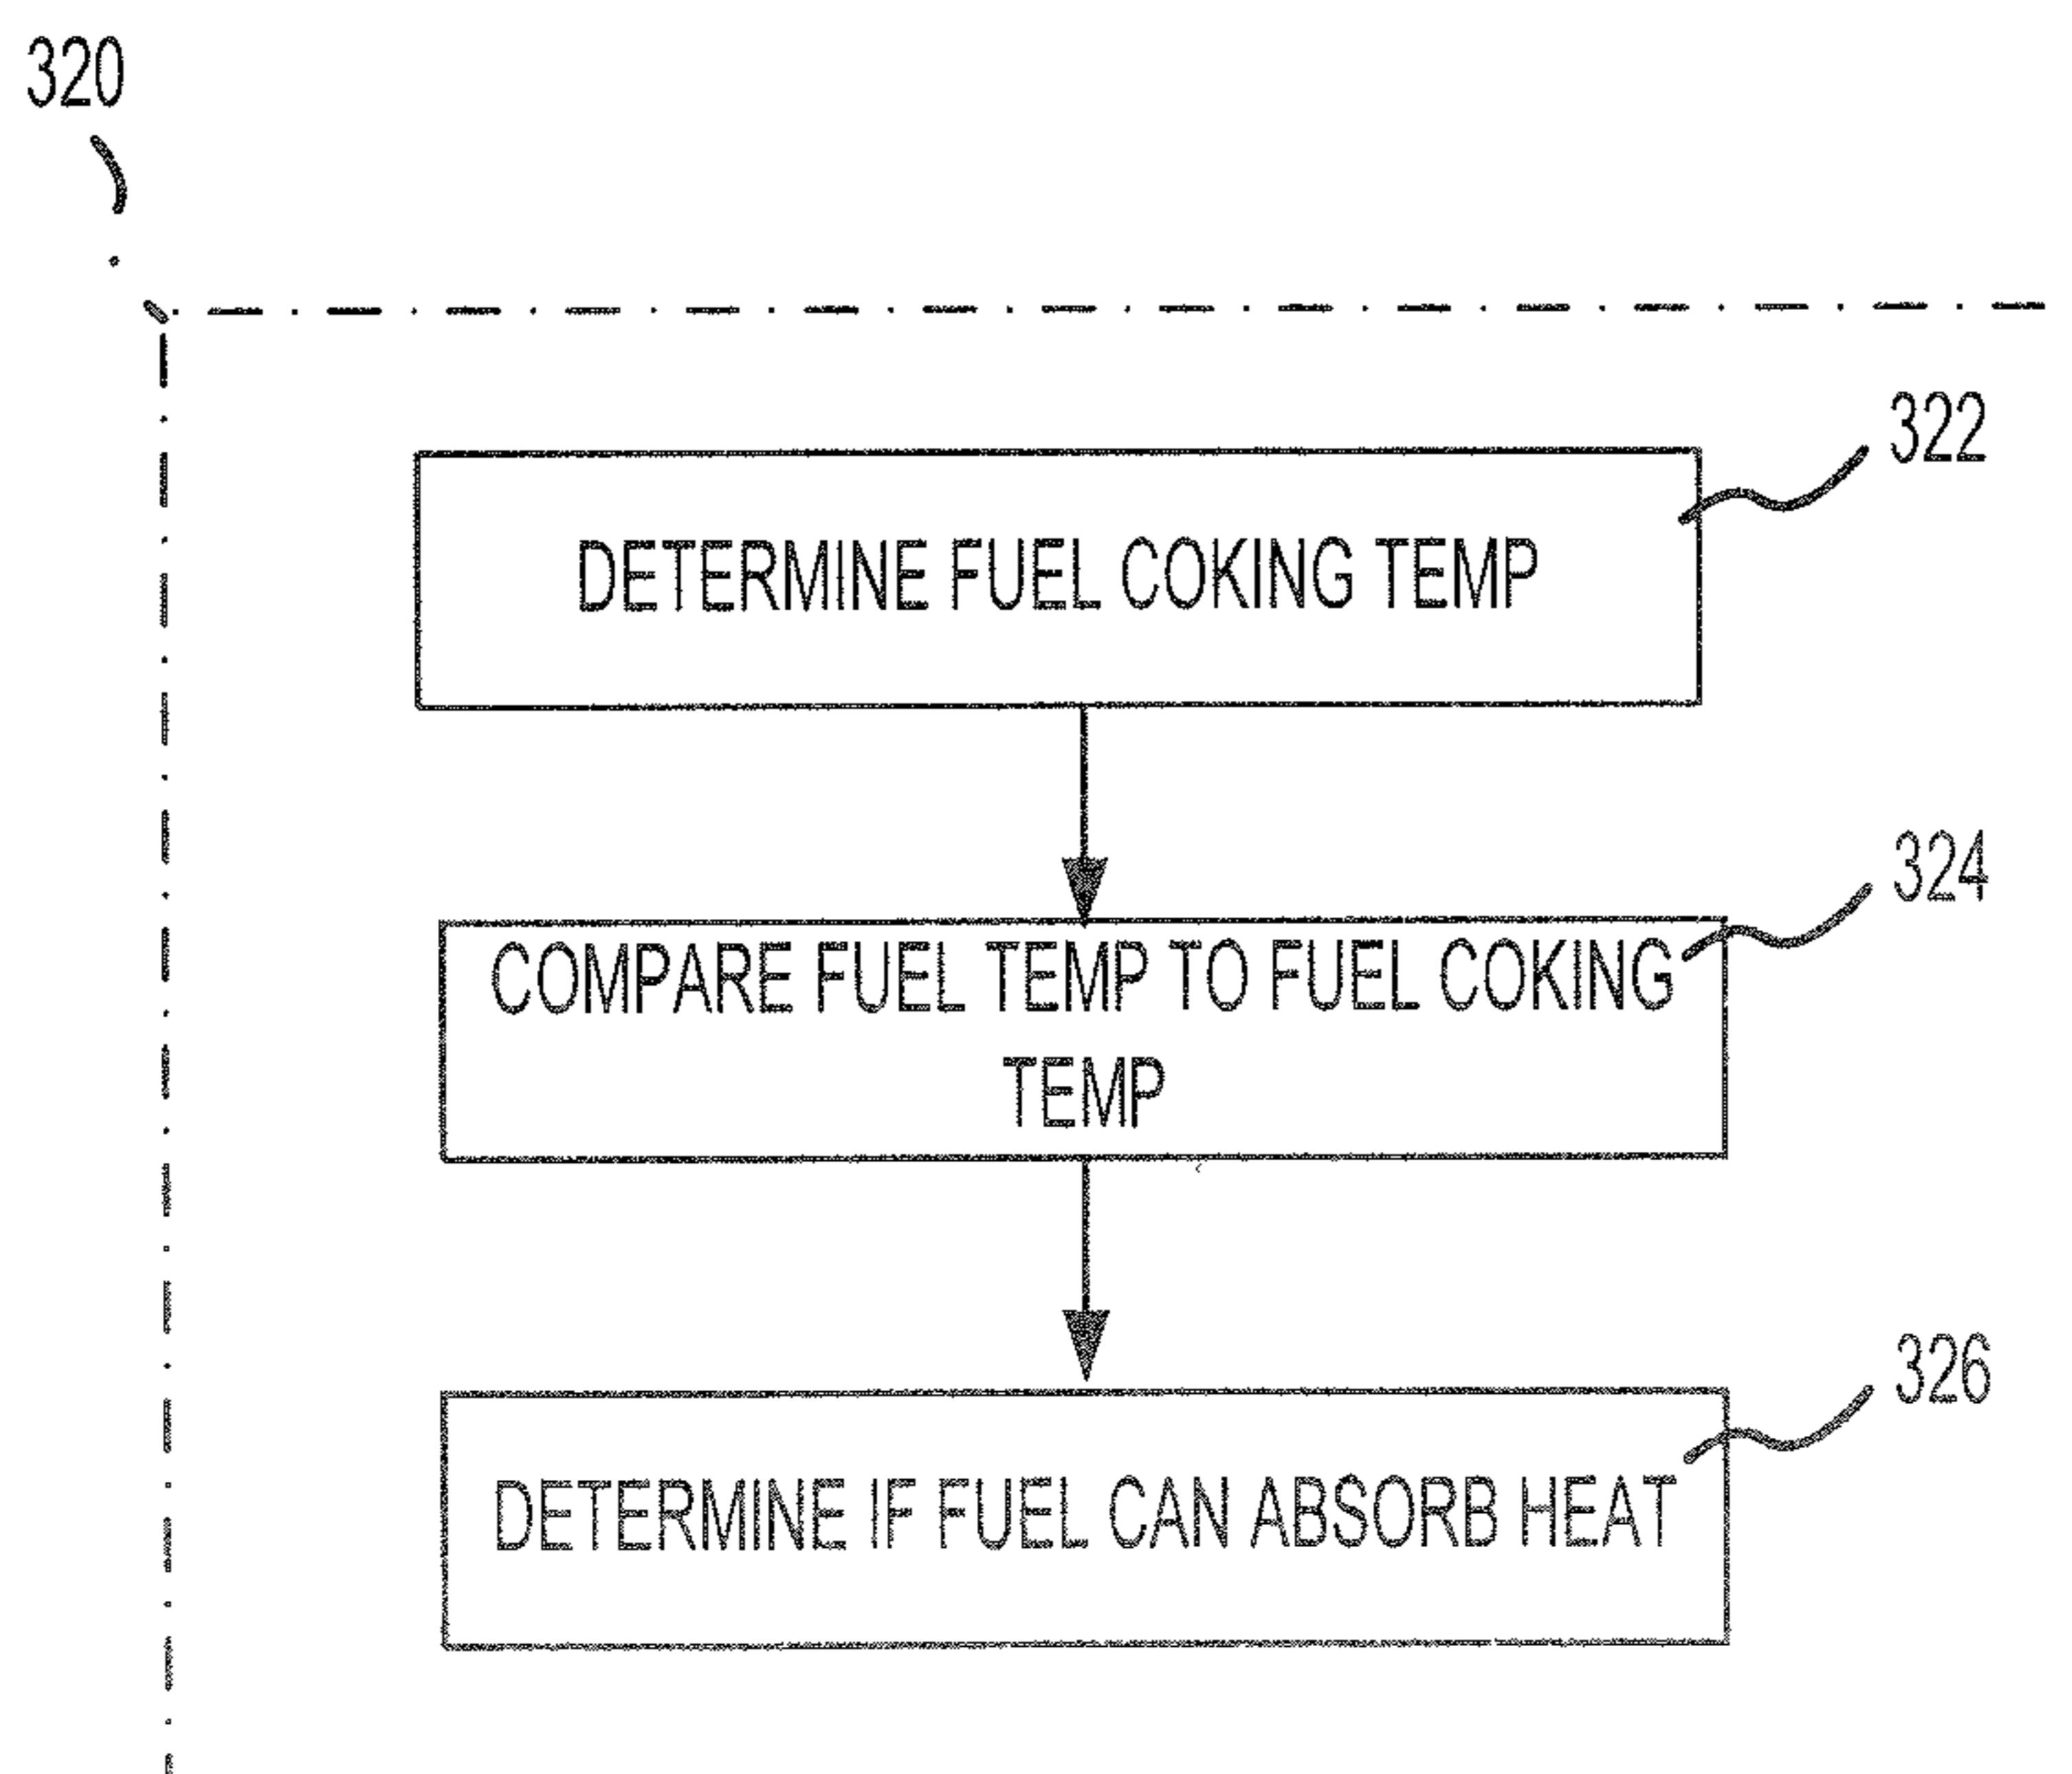 320
322
DETERMINE FUEL COKING TEMP
324
COMPARE FUEL TEMP TO FUEL COKING
TEMP
326
DETERMINE IF FUEL CAN ABSORB HEAT